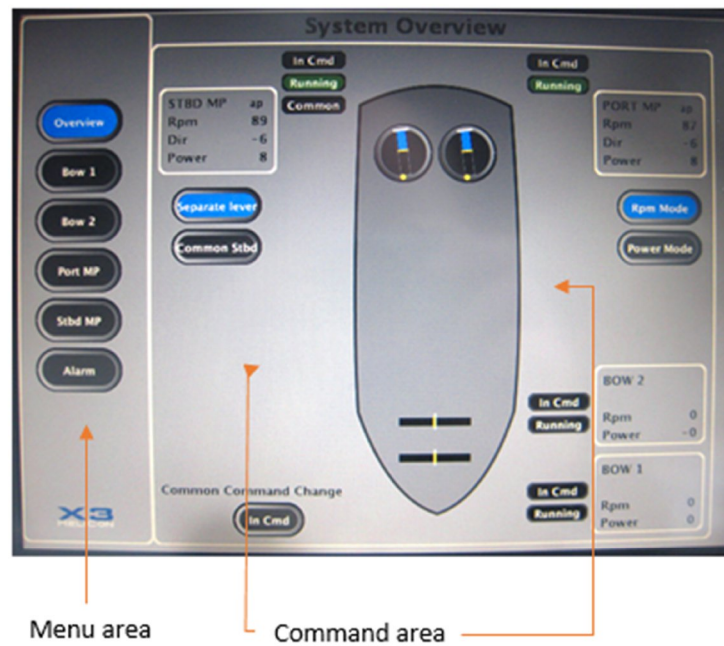 System Overview
Overview
Bow 1
Bow 2
Port MP
Stbd MP
Alarm
X3
HELICON
In Cmd
Running
Common
STBD MP ap
Rpm 89
Dir -6
Power 8
Separate lever
Common Stbd
In Cmd
Running
PORT MP ap
Rpm 87
Dir -6
Power 8
Rpm Mode
Power Mode
In Cmd
Running
BOW 2
Rpm 0
Power -0
In Cmd
Running
BOW 1
Rpm 0
Power 0
Common Command Change
In Cmd
Menu area
Command area